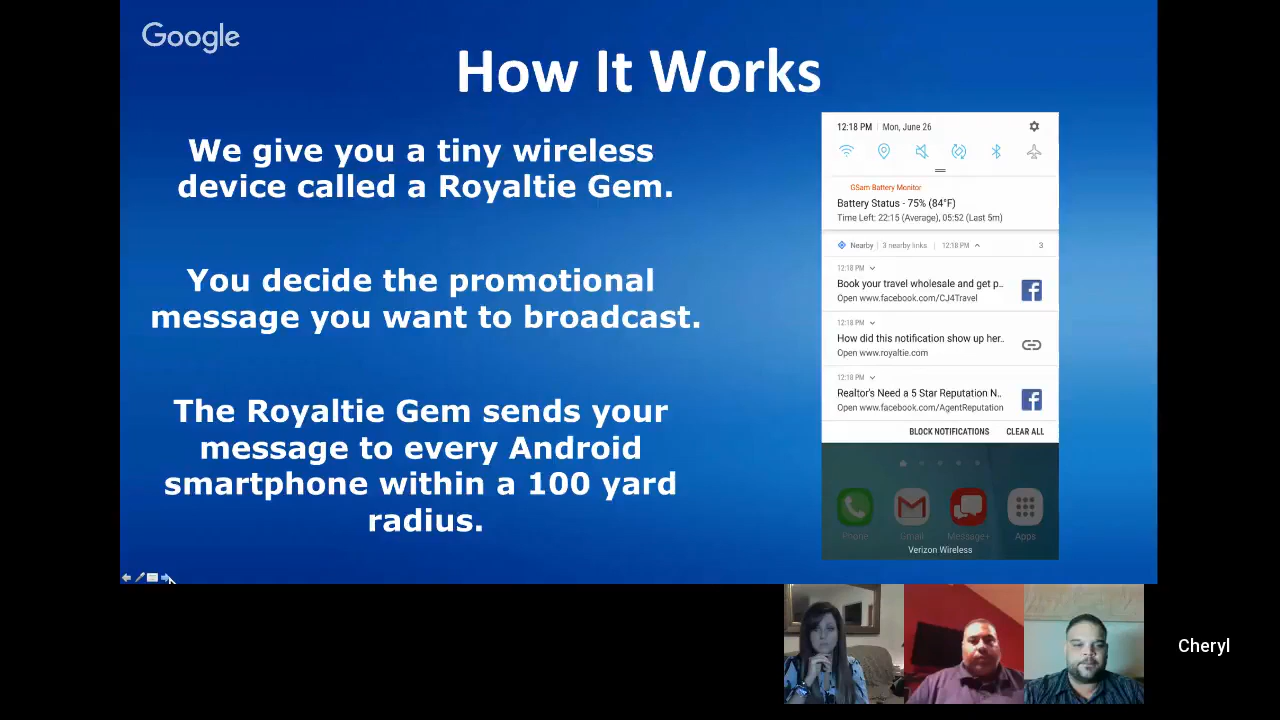 Google
How It Works
We give you a tiny wireless
device called a Royaltie Gem.
You decide the promotional
message you want to broadcast.
The Royaltie Gem sends your
message to every Android
smartphone within a 100 yard
radius.
12:18 PM | Mon, June 26
GSam Battery Monitor
Battery Status - 75% (84°F)
Time Left: 22:15 (Average), 05:52 (Last 5m)
Nearby | 3 nearby links | 12:18 PM 3
12:18 PM
Book your travel wholesale and get p..
Open www.facebook.com/CJ4Travel
12:18 PM
How did this notification show up her..
Open www.royaltie.com
12:18 PM
Realtor's Need a 5 Star Reputation N..
Open www.facebook.com/AgentReputation
BLOCK NOTIFICATIONS CLEAR ALL
Phone Gmail Message+ Apps
Verizon Wireless
Cheryl